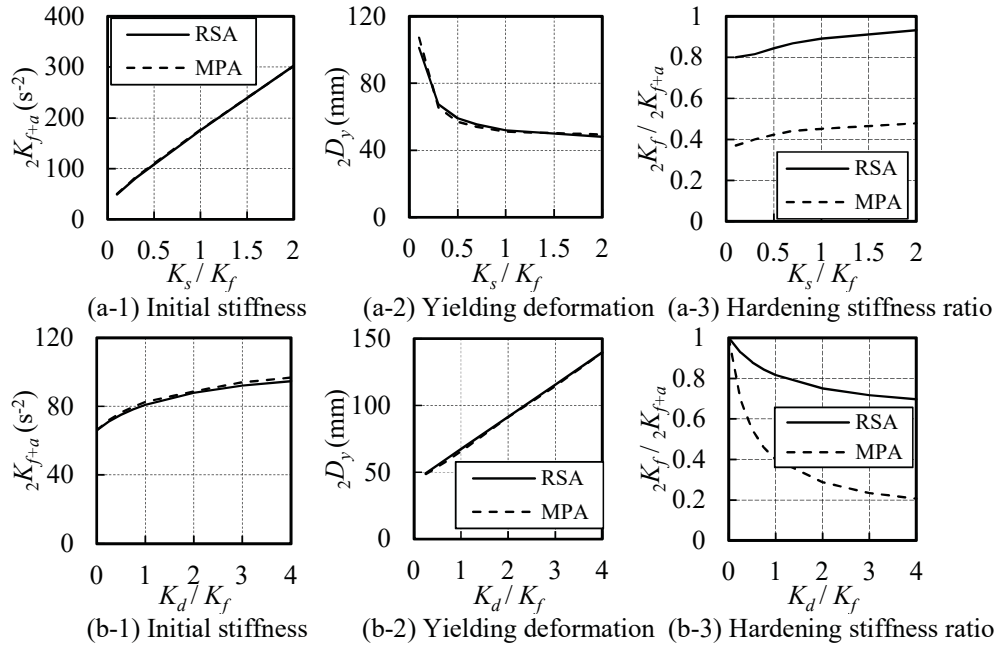 400
300
200
100
0
₂K_f+a (s⁻²)
RSA
MPA
0 0.5 1 1.5 2
K_s / K_f
(a-1) Initial stiffness
120
80
40
0
₂D_y (mm)
0 0.5 1 1.5 2
K_s / K_f
(a-2) Yielding deformation
1
0.8
0.6
0.4
0.2
0
₂K_f / ₂K_f+a
RSA
MPA
0 0.5 1 1.5 2
K_s / K_f
(a-3) Hardening stiffness ratio
120
80
40
0
₂K_f+a (s⁻²)
0 1 2 3 4
K_d / K_f
(b-1) Initial stiffness
150
100
50
0
₂D_y (mm)
RSA
MPA
0 1 2 3 4
K_d / K_f
(b-2) Yielding deformation
1
0.8
0.6
0.4
0.2
0
₂K_f / ₂K_f+a
RSA
MPA
0 1 2 3 4
K_d / K_f
(b-3) Hardening stiffness ratio